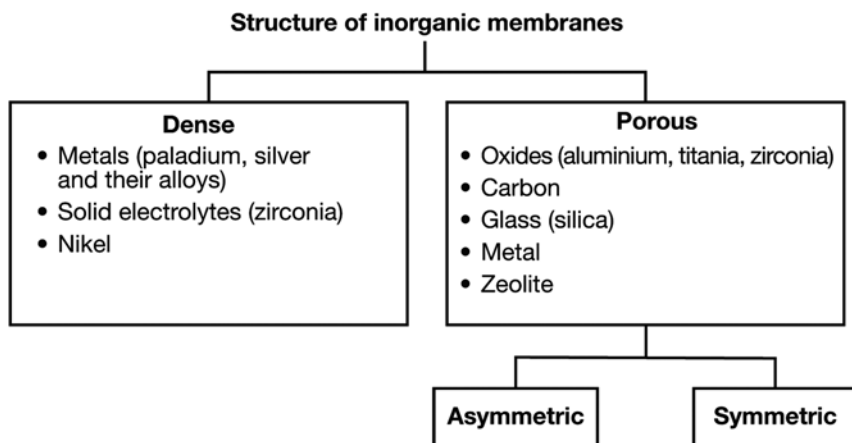 Structure of inorganic membranes
Dense
• Metals (paladium, silver
and their alloys)
• Solid electrolytes (zirconia)
• Nikel
Porous
• Oxides (aluminium, titania, zirconia)
• Carbon
• Glass (silica)
• Metal
• Zeolite
Asymmetric
Symmetric